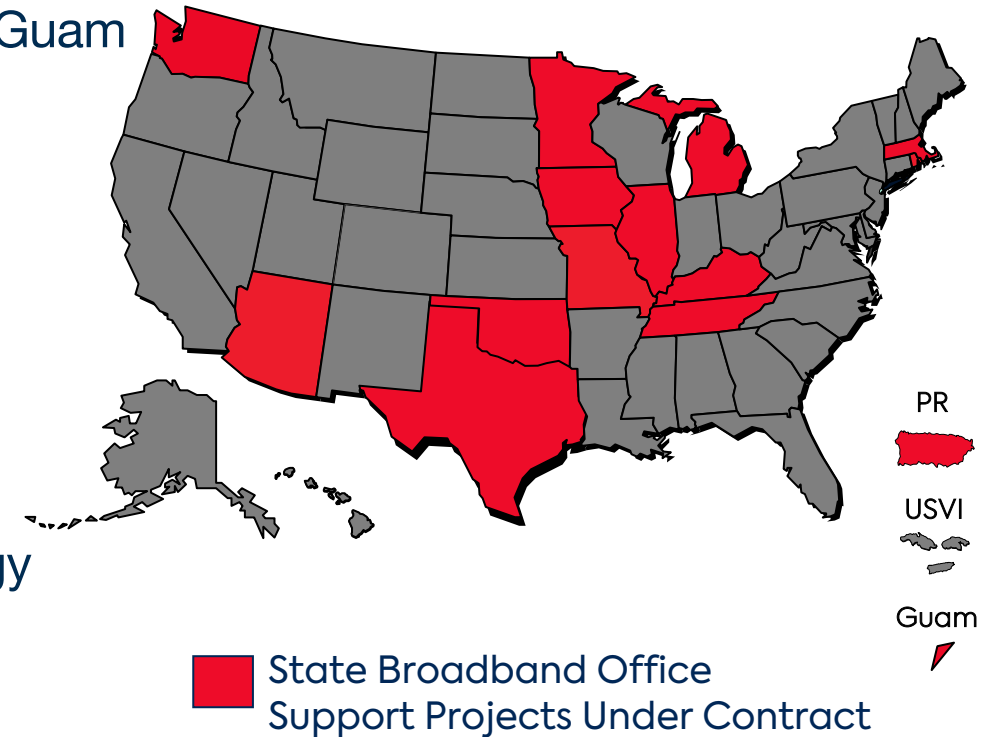 Guam
PR
USVI
gy
Guam
State Broadband Office
Support Projects Under Contract